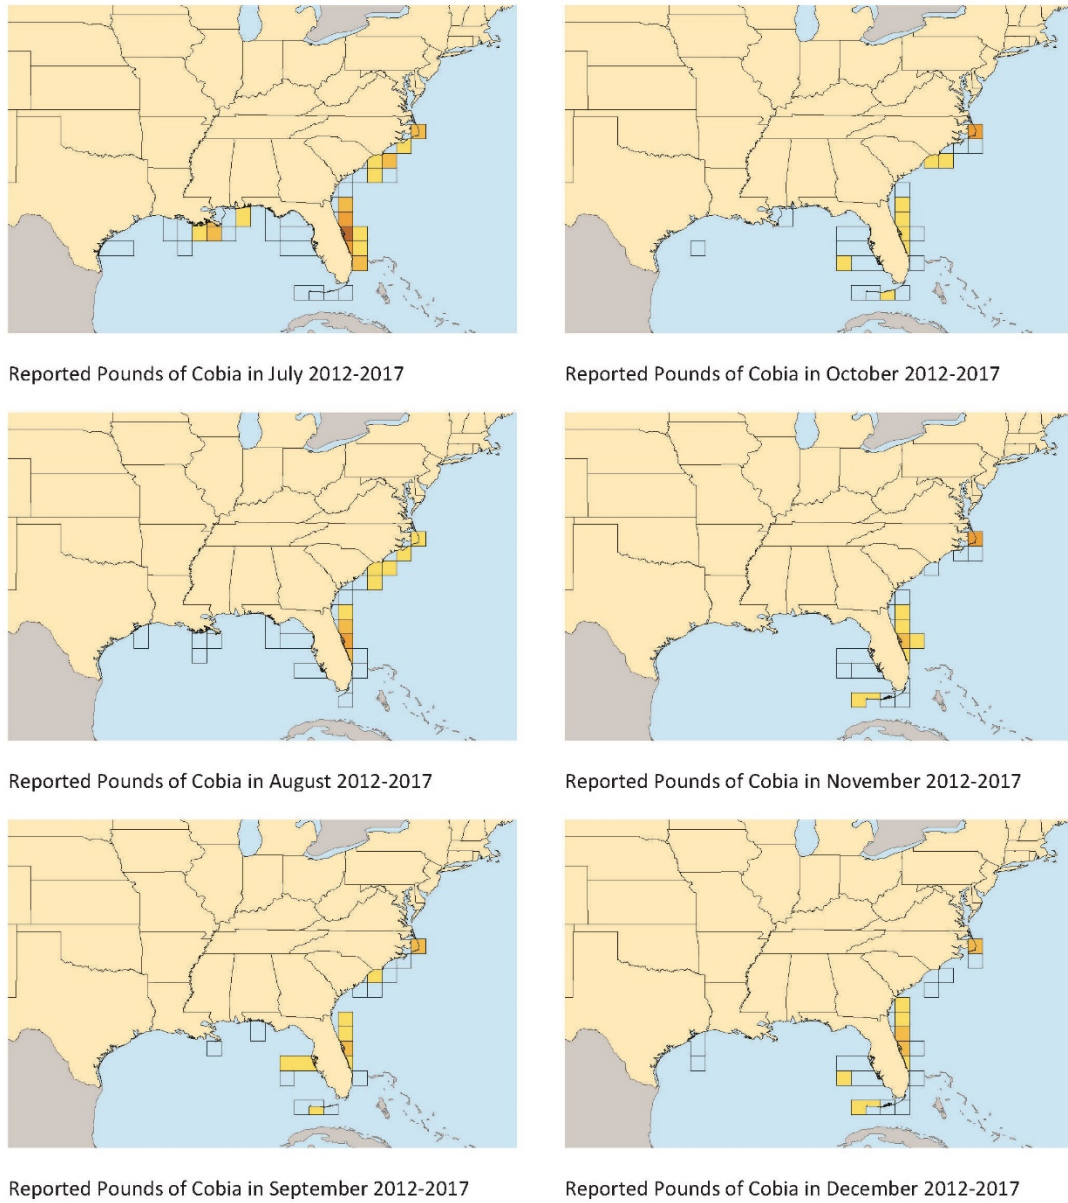 Reported Pounds of Cobia in July 2012-2017
Reported Pounds of Cobia in October 2012-2017
Reported Pounds of Cobia in August 2012-2017
Reported Pounds of Cobia in November 2012-2017
Reported Pounds of Cobia in September 2012-2017
Reported Pounds of Cobia in December 2012-2017